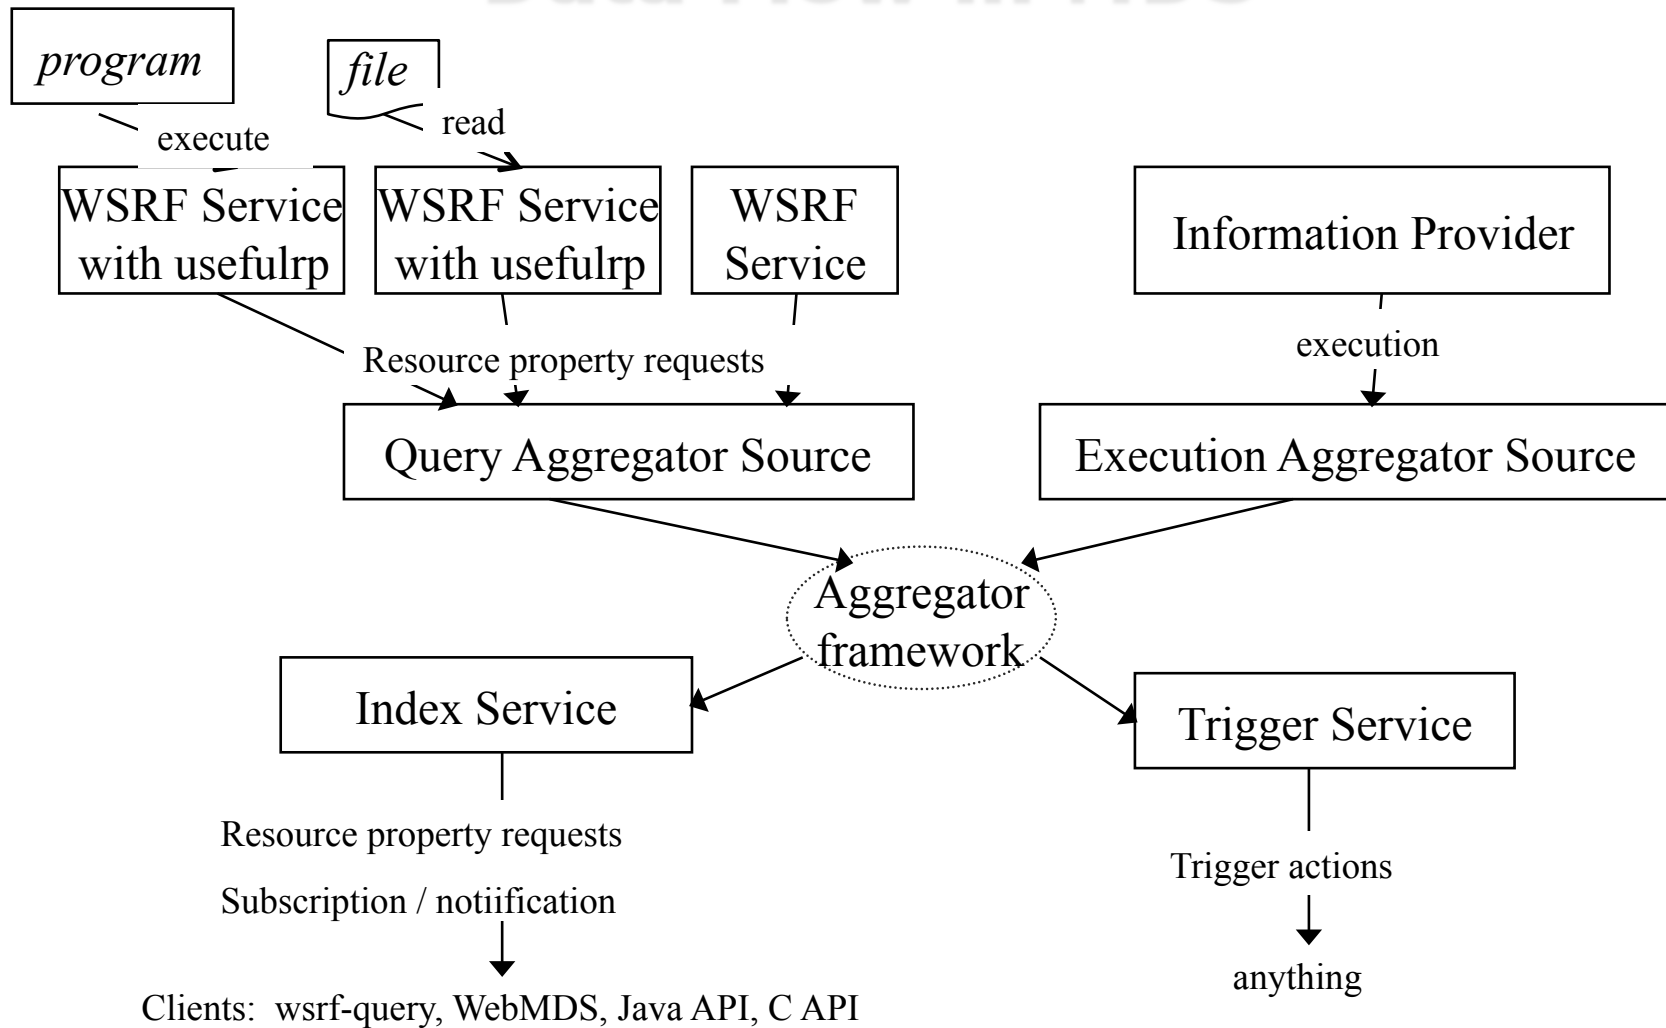 program
file
execute
read
WSRF Service
with usefulrp
WSRF Service
with usefulrp
WSRF
Service
Information Provider
Resource property requests
execution
Query Aggregator Source
Execution Aggregator Source
Aggregator
framework
Index Service
Trigger Service
Resource property requests
Subscription / notiification
Trigger actions
anything
Clients: wsrf-query, WebMDS, Java API, C API